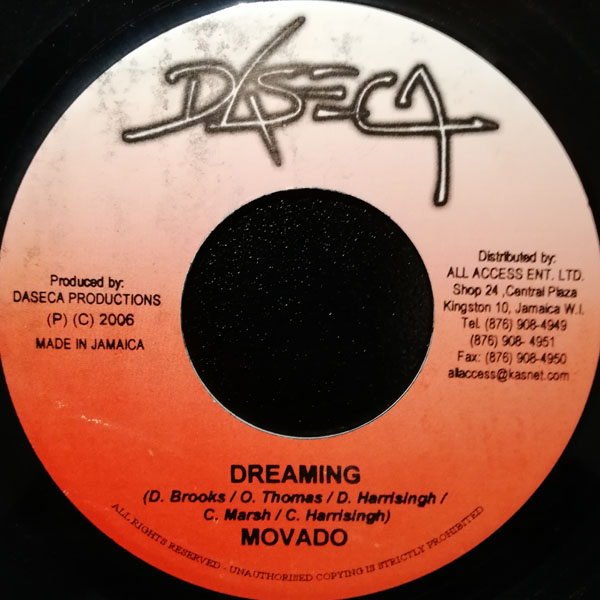 DASECA
Produced by:
DASECA PRODUCTIONS
(P) (C) 2006
MADE IN JAMAICA
Distributed by:
ALL ACCESS ENT. LTD.
Shop 24 ,Central Plaza
Kingston 10, Jamaica W.I.
Tel. (876) 908-4949
(876) 908- 4951
Fax: (876) 908-4950
allaccess@kasnet.com
DREAMING
(D. Brooks / O. Thomas / D. Harrisingh /
C. Marsh / C. Harrisingh)
MOVADO
ALL RIGHTS RESERVED - UNAUTHORISED COPYING IS STRICTLY PROHIBITED